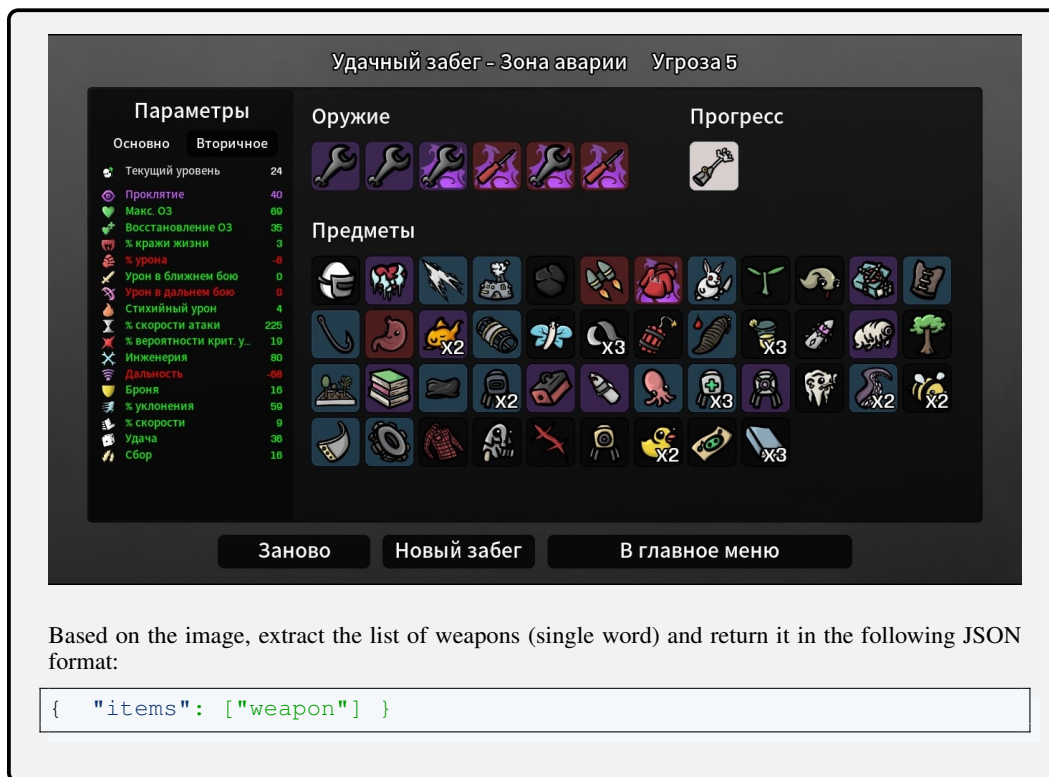 Удачный забег – Зона аварии Угроза 5
Параметры
Основно Вторичное
Текущий уровень 24
Проклятие 40
Макс. ОЗ 69
Восстановление ОЗ 35
% кражи жизни 3
% урона -6
Урон в ближнем бою 0
Урон в дальнем бою 0
Стихийный урон 4
% скорости атаки 225
% вероятности крит. у... 19
Инженерия 80
Дальность -68
Броня 16
% уклонения 59
% скорости 9
Удача 36
Сбор 16
Оружие
Прогресс
Предметы
X2 X3 X3
X2 X3 X2 X2
X2 X3
Заново Новый забег В главное меню
Based on the image, extract the list of weapons (single word) and return it in the following JSON
format:
{ "items": ["weapon"] }